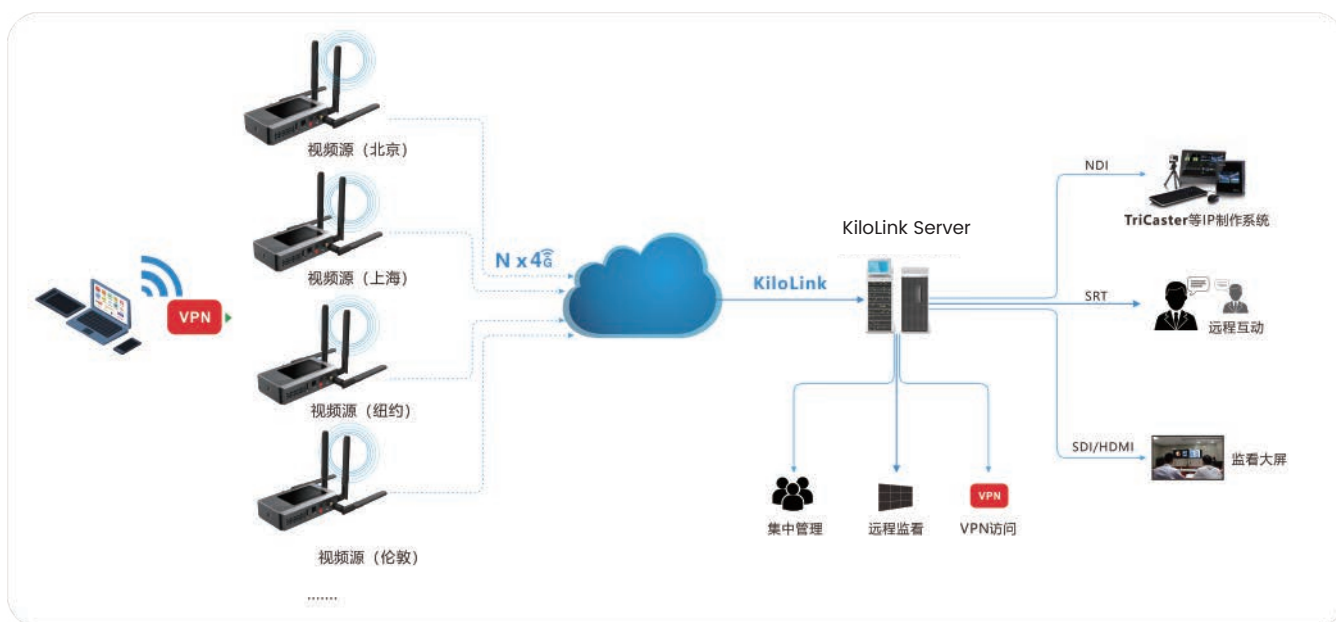 视频源（北京）
视频源（上海）
视频源（纽约）
视频源（伦敦）
.......
VPN
N x 4G
KiloLink
KiloLink Server
NDI
TriCaster等IP制作系统
SRT
远程互动
SDI/HDMI
监看大屏
集中管理
远程监看
VPN
VPN访问